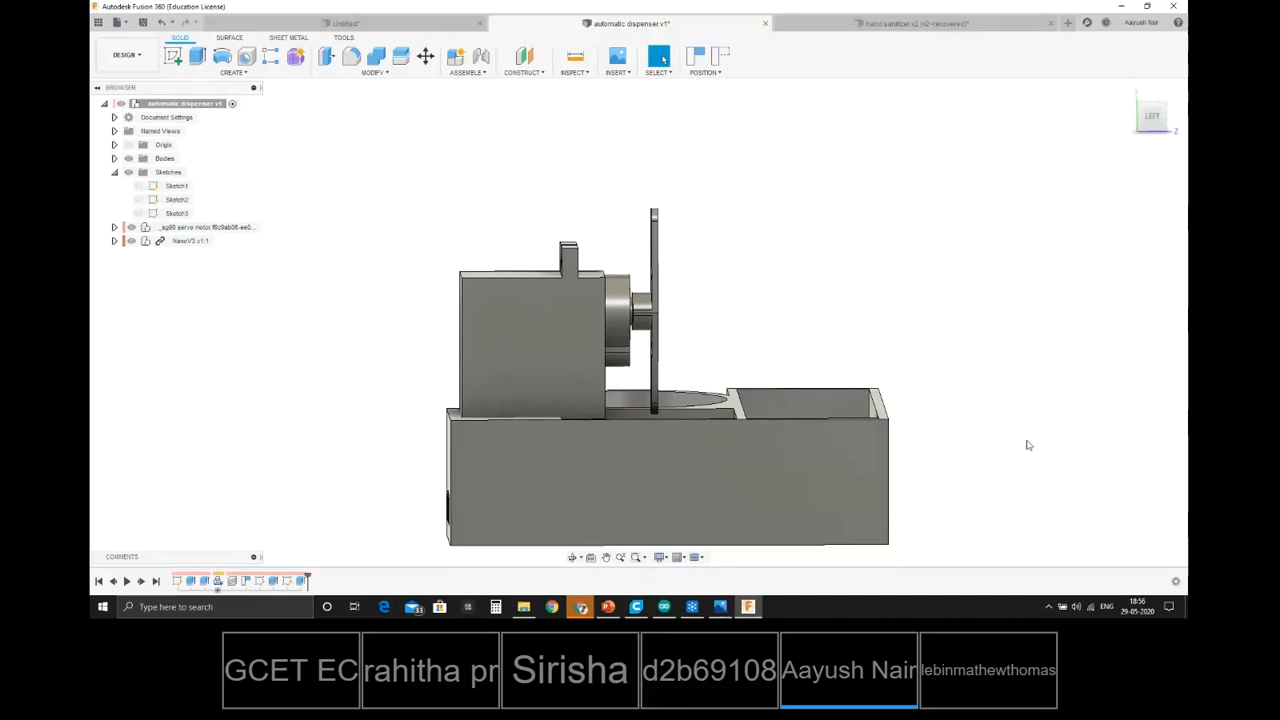 Autodesk Fusion 360 (Education License)
Untitled*
automatic dispenser v1*
hand sanitizer v2 (v2~recovered)*
Aayush Nair
SOLID SURFACE SHEET METAL TOOLS
DESIGN
CREATE MODIFY ASSEMBLE CONSTRUCT INSPECT INSERT SELECT POSITION
BROWSER
automatic dispenser v1
Document Settings
Named Views
Origin
Bodies
Sketches
Sketch1
Sketch2
Sketch3
NanoV3 v1:1
LEFT
Z
COMMENTS
Type here to search
33
ENG
18:56
29-05-2020
GCET EC
rahitha pr
Sirisha
d2b69108
Aayush Nair
lebinmathewthomas